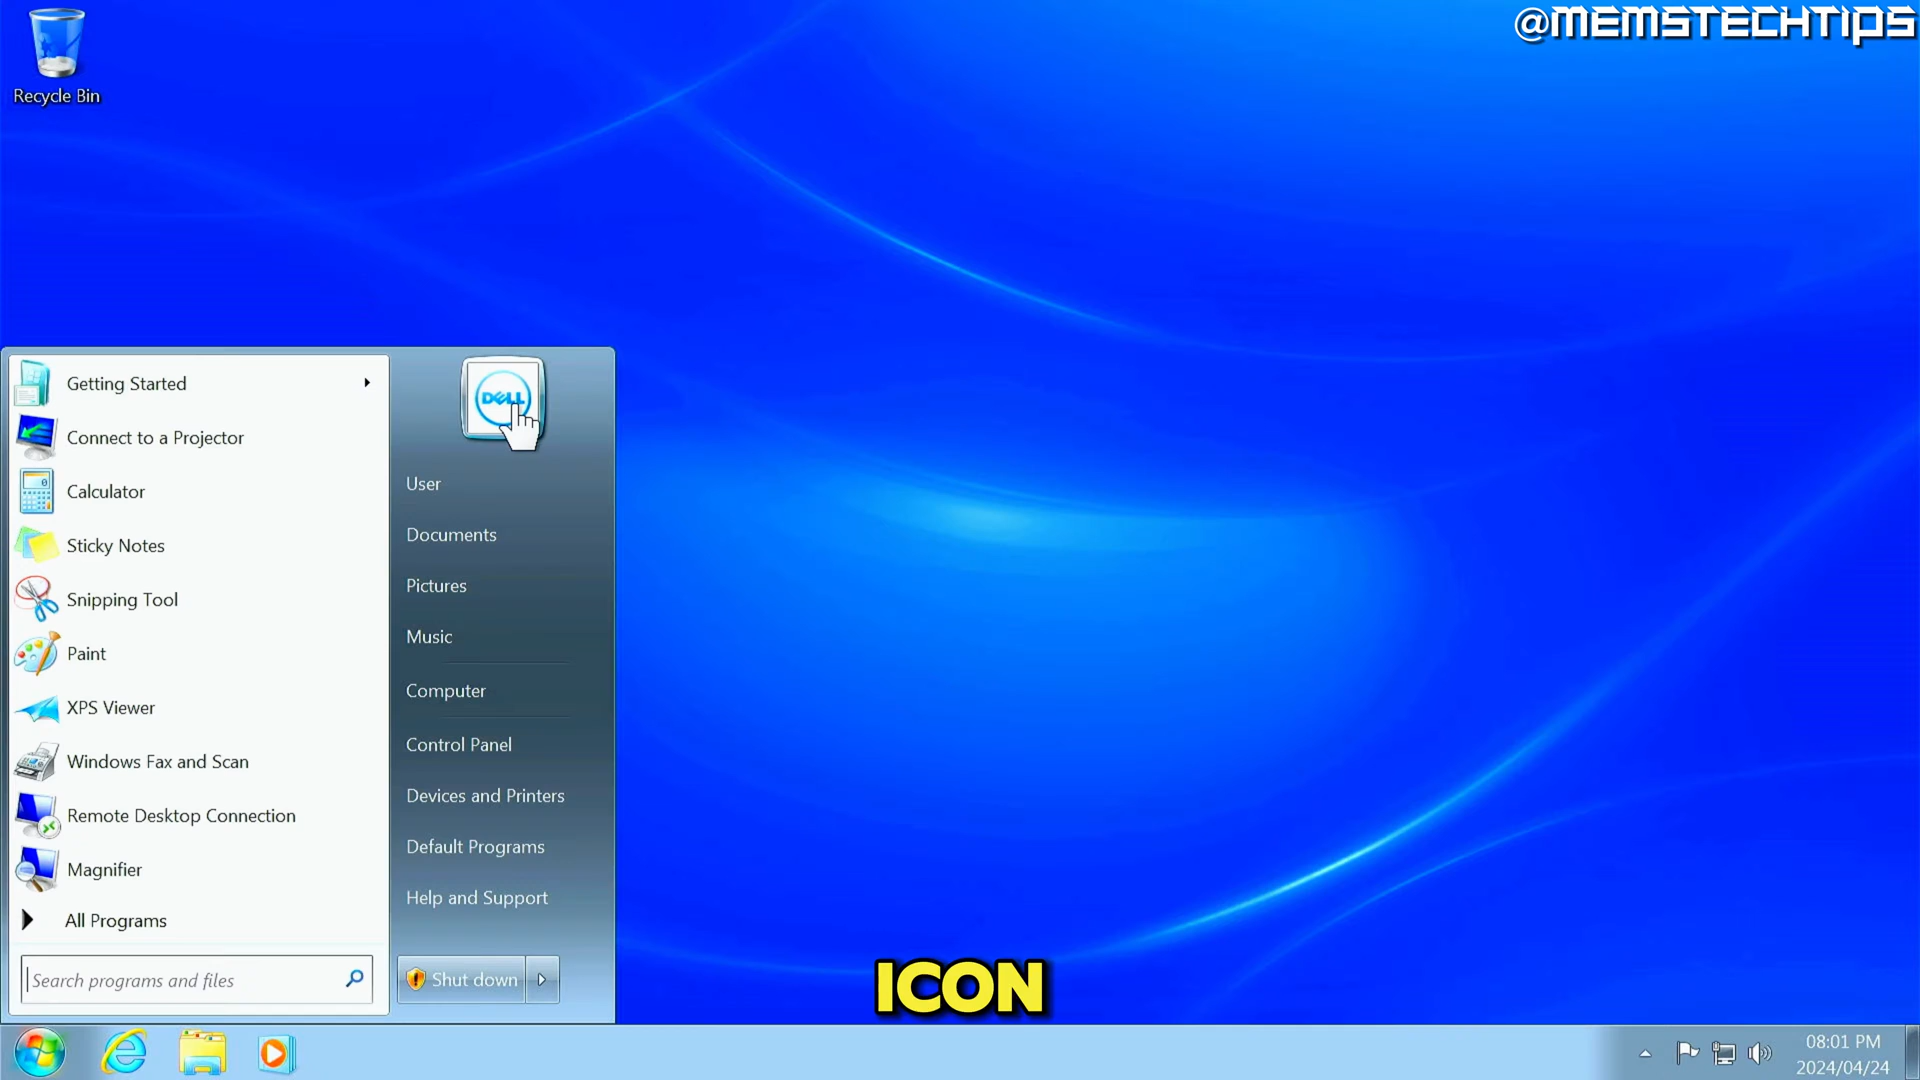 @MEMSTECHTIPS
Recycle Bin
Getting Started
Connect to a Projector
Calculator
Sticky Notes
Snipping Tool
Paint
XPS Viewer
Windows Fax and Scan
Remote Desktop Connection
Magnifier
All Programs
Search programs and files
DELL
User
Documents
Pictures
Music
Computer
Control Panel
Devices and Printers
Default Programs
Help and Support
Shut down
ICON
08:01 PM
2024/04/24